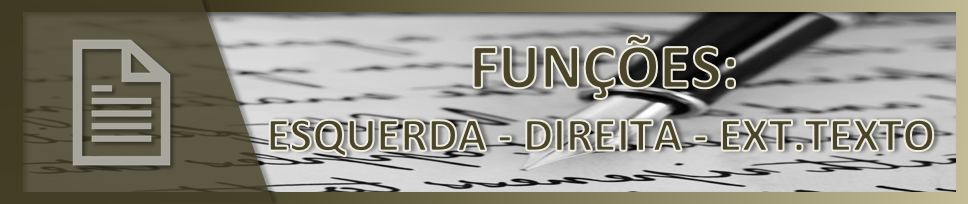 FUNÇÕES:
ESQUERDA - DIREITA - EXT.TEXTO